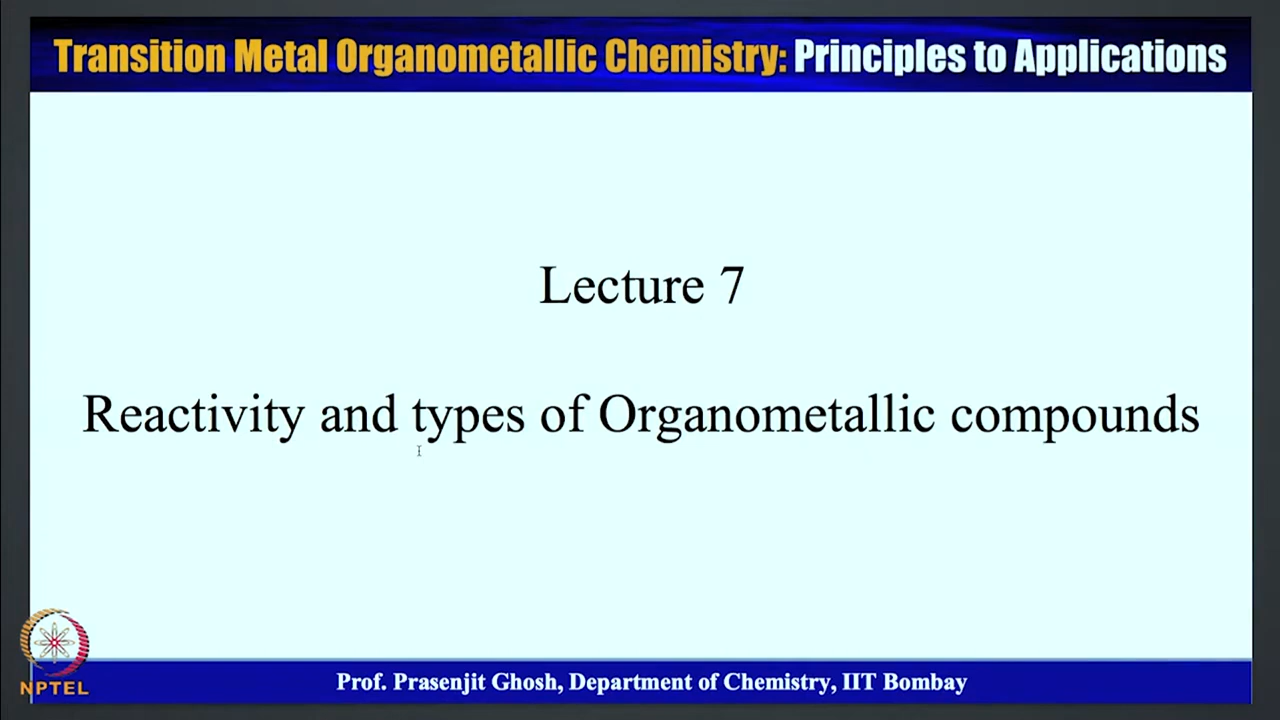 Transition Metal Organometallic Chemistry: Principles to Applications
Lecture 7
Reactivity and types of Organometallic compounds
NPTEL
Prof. Prasenjit Ghosh, Department of Chemistry, IIT Bombay